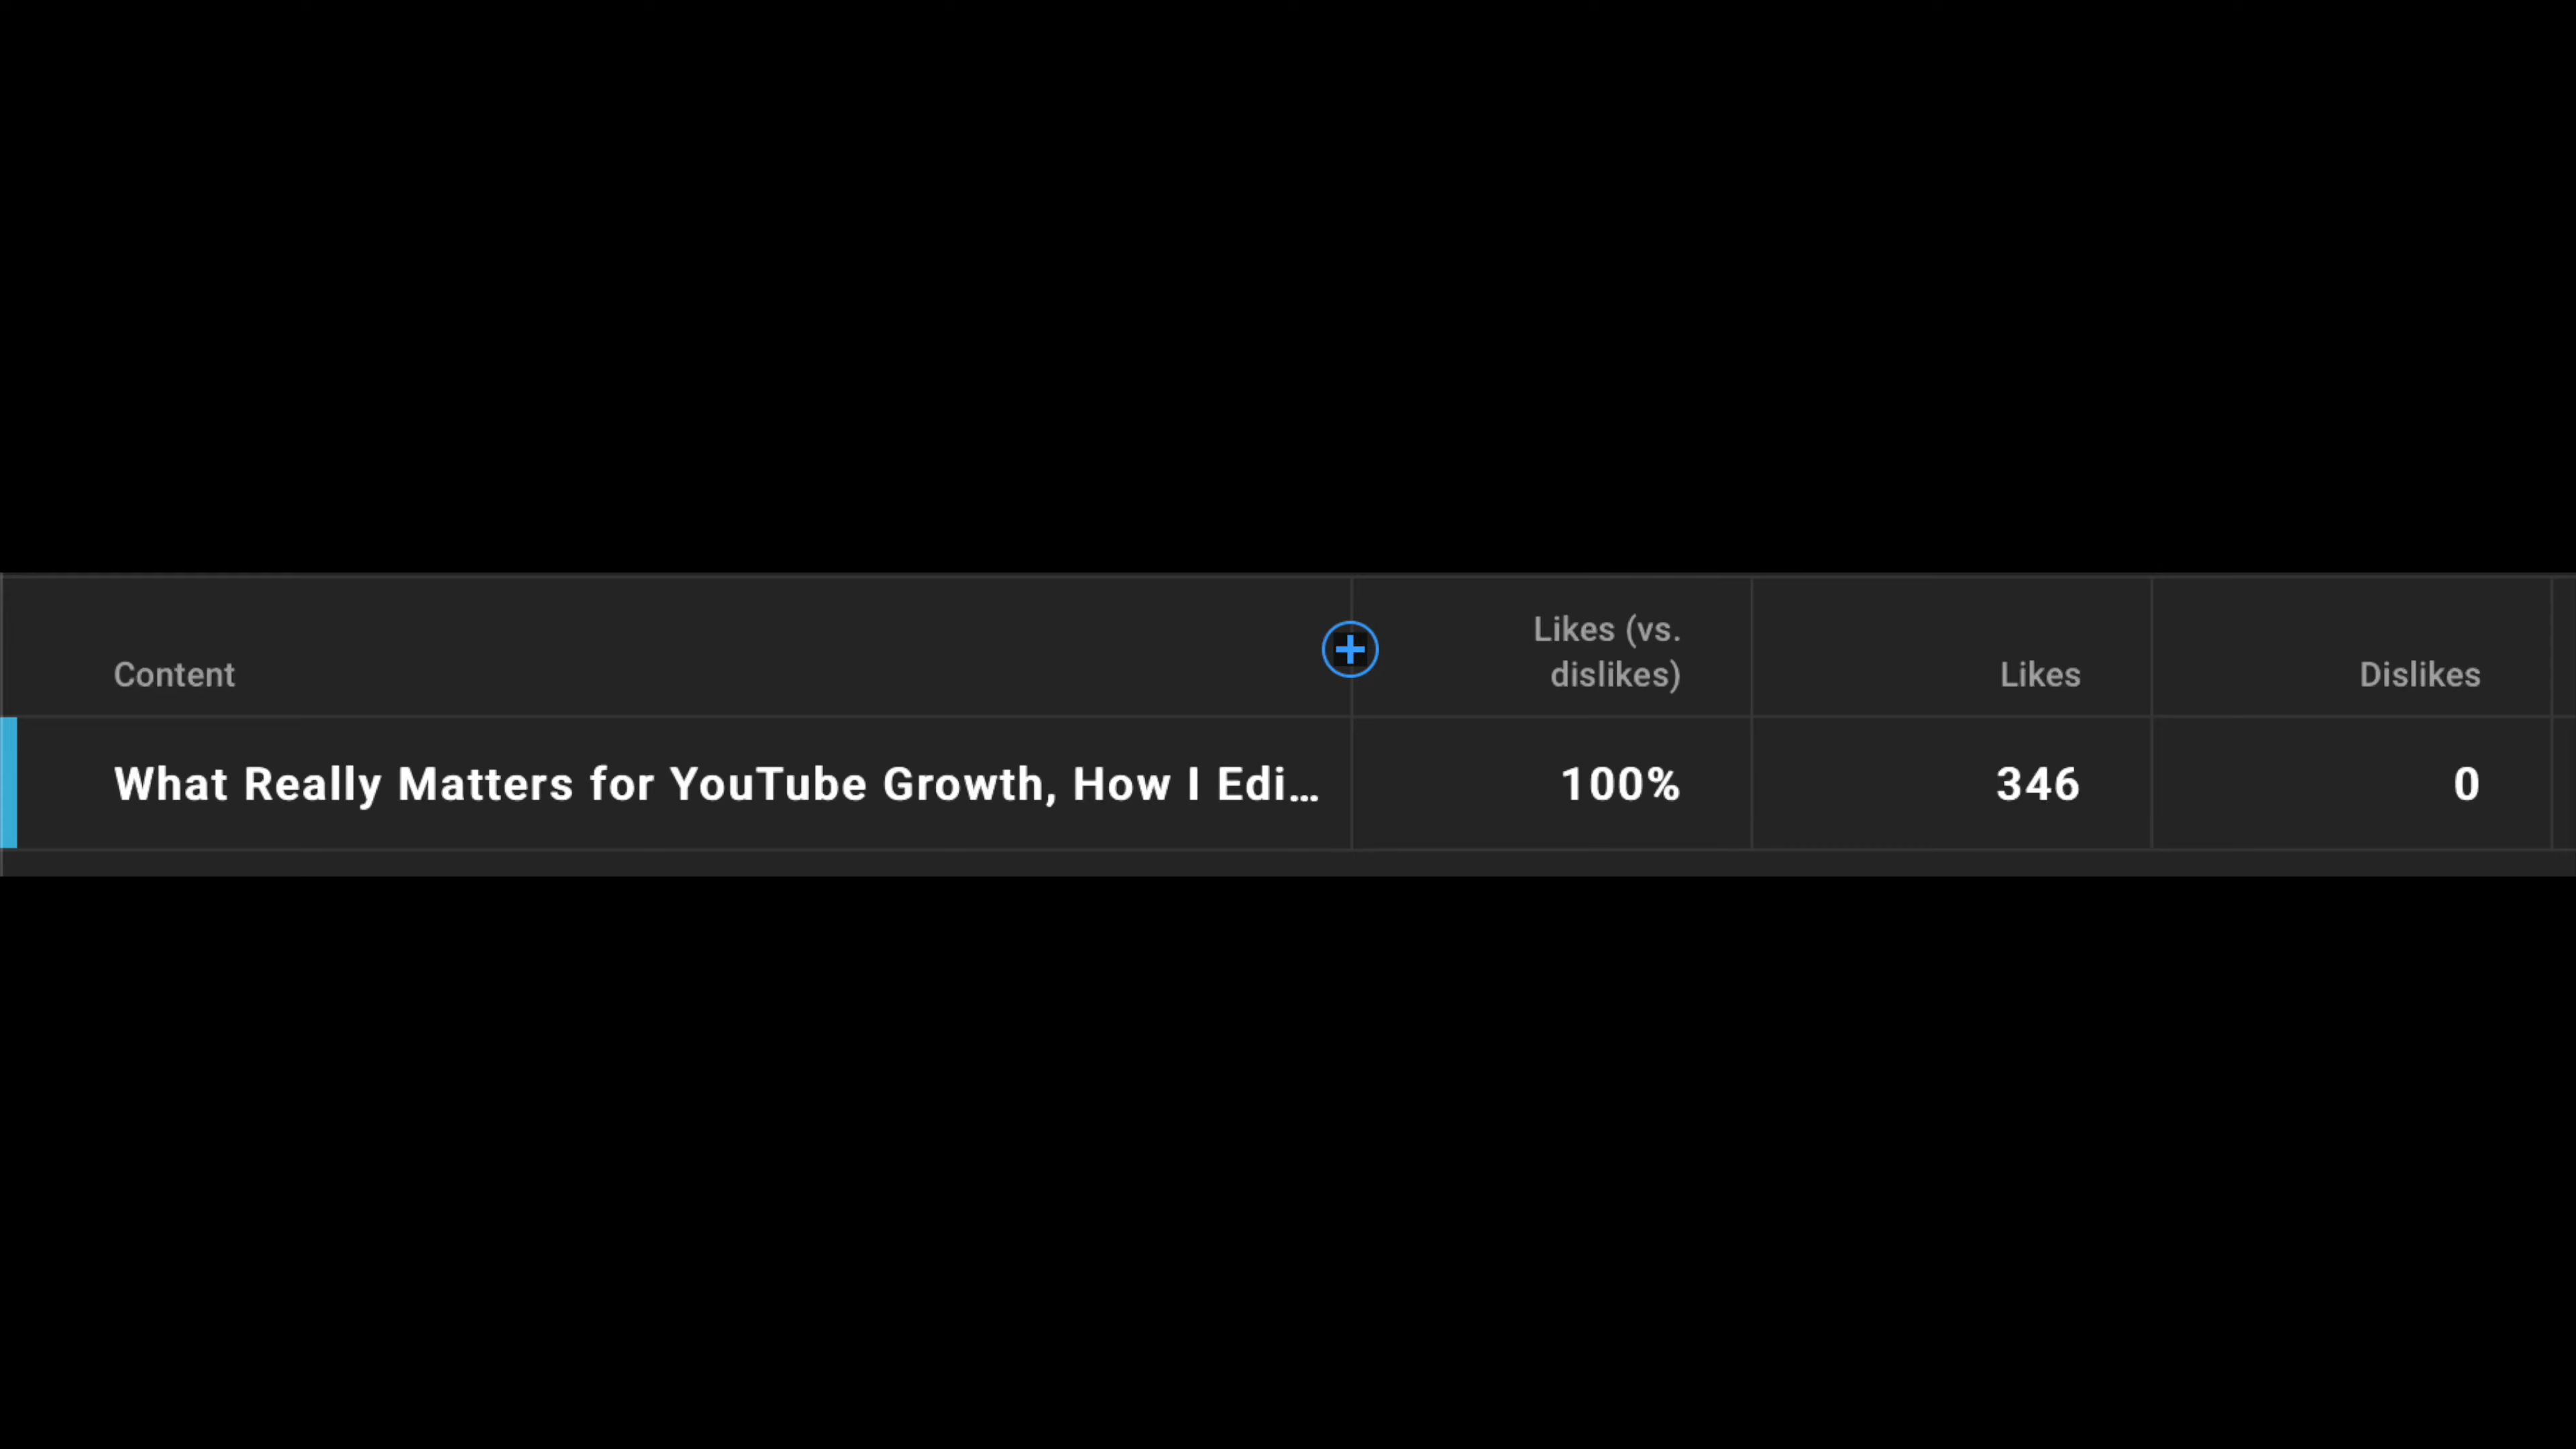 Content
Likes (vs.
dislikes)
Likes
Dislikes
What Really Matters for YouTube Growth, How I Edi...
100%
346
0